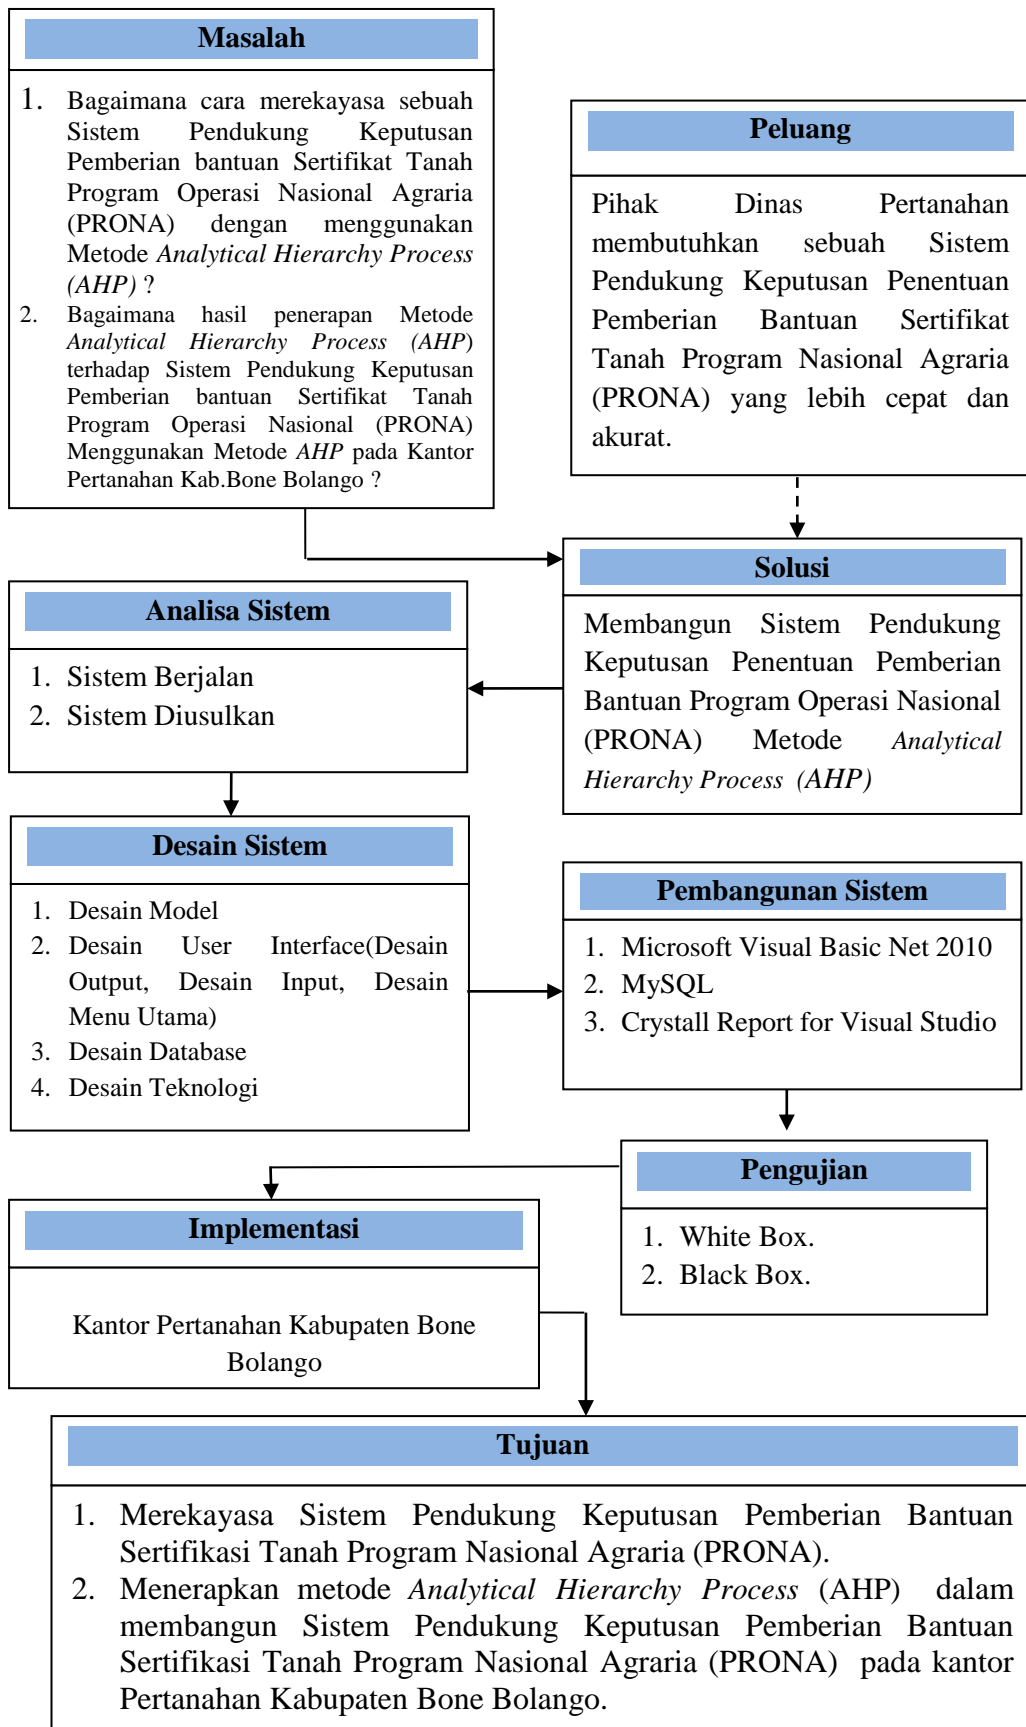 Masalah
1. Bagaimana cara merekayasa sebuah
Sistem Pendukung Keputusan
Pemberian bantuan Sertifikat Tanah
Program Operasi Nasional Agraria
(PRONA) dengan menggunakan
Metode Analytical Hierarchy Process
(AHP) ?
2. Bagaimana hasil penerapan Metode
Analytical Hierarchy Process (AHP)
terhadap Sistem Pendukung Keputusan
Pemberian bantuan Sertifikat Tanah
Program Operasi Nasional (PRONA)
Menggunakan Metode AHP pada Kantor
Pertanahan Kab.Bone Bolango ?
Peluang
Pihak Dinas Pertanahan
membutuhkan sebuah Sistem
Pendukung Keputusan Penentuan
Pemberian Bantuan Sertifikat
Tanah Program Nasional Agraria
(PRONA) yang lebih cepat dan
akurat.
Solusi
Membangun Sistem Pendukung
Keputusan Penentuan Pemberian
Bantuan Program Operasi Nasional
(PRONA) Metode Analytical
Hierarchy Process (AHP)
Analisa Sistem
1. Sistem Berjalan
2. Sistem Diusulkan
Desain Sistem
1. Desain Model
2. Desain User Interface(Desain
Output, Desain Input, Desain
Menu Utama)
3. Desain Database
4. Desain Teknologi
Pembangunan Sistem
1. Microsoft Visual Basic Net 2010
2. MySQL
3. Crystall Report for Visual Studio
Pengujian
1. White Box.
2. Black Box.
Implementasi
Kantor Pertanahan Kabupaten Bone
Bolango
Tujuan
1. Merekayasa Sistem Pendukung Keputusan Pemberian Bantuan
Sertifikasi Tanah Program Nasional Agraria (PRONA).
2. Menerapkan metode Analytical Hierarchy Process (AHP) dalam
membangun Sistem Pendukung Keputusan Pemberian Bantuan
Sertifikasi Tanah Program Nasional Agraria (PRONA) pada kantor
Pertanahan Kabupaten Bone Bolango.